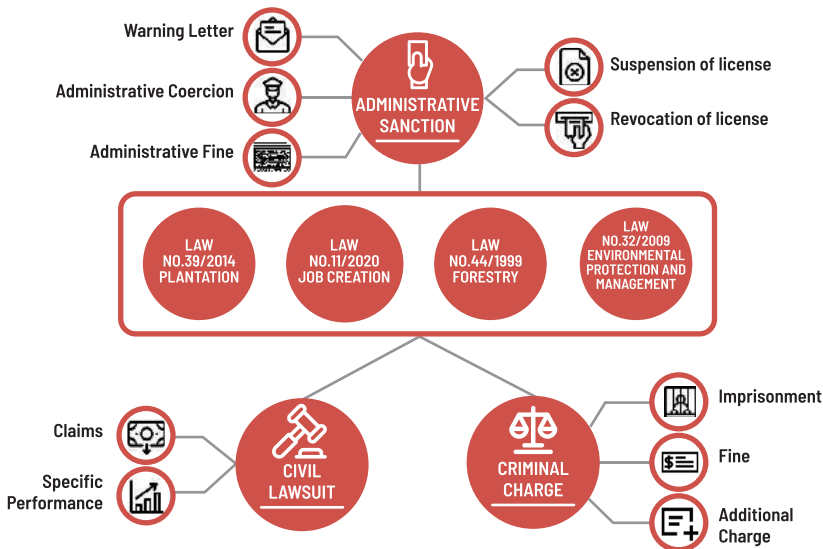 Warning Letter
Administrative Coercion
Administrative Fine
ADMINISTRATIVE
SANCTION
Suspension of license
Revocation of license
LAW
NO.39/2014
PLANTATION
LAW
NO.11/2020
JOB CREATION
LAW
NO.44/1999
FORESTRY
LAW
NO.32/2009
ENVIRONMENTAL
PROTECTION AND
MANAGEMENT
Claims
Specific
Performance
CIVIL
LAWSUIT
CRIMINAL
CHARGE
Imprisonment
$
Fine
Additional
Charge